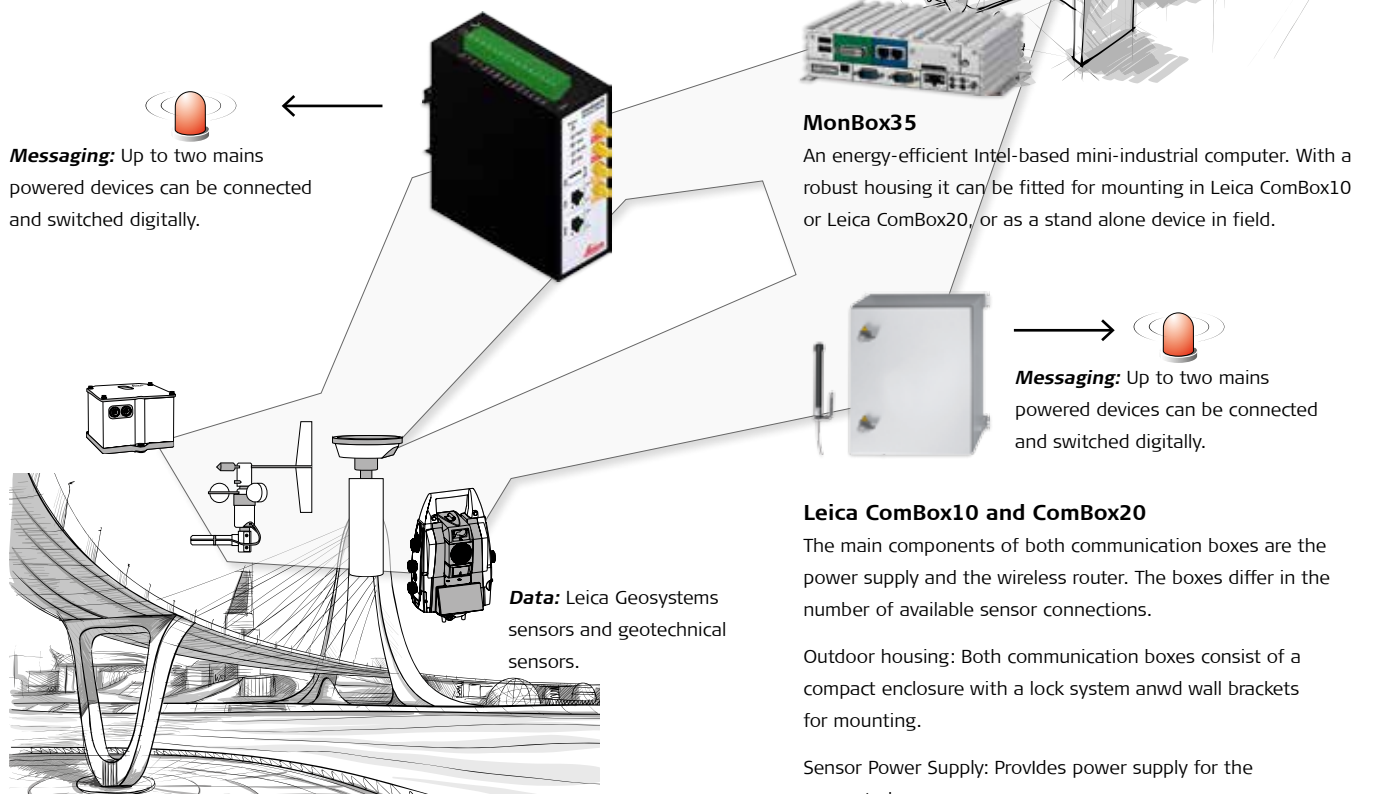 Messaging: Up to two mains
powered devices can be connected
and switched digitally.
MonBox35
An energy-efficient Intel-based mini-industrial computer. With a
robust housing it can be fitted for mounting in Leica ComBox10
or Leica ComBox20, or as a stand alone device in field.
Messaging: Up to two mains
powered devices can be connected
and switched digitally.
Data: Leica Geosystems
sensors and geotechnical
sensors.
Leica ComBox10 and ComBox20
The main components of both communication boxes are the
power supply and the wireless router. The boxes differ in the
number of available sensor connections.
Outdoor housing: Both communication boxes consist of a
compact enclosure with a lock system anwd wall brackets
for mounting.
Sensor Power Supply: ProvIdes power supply for the